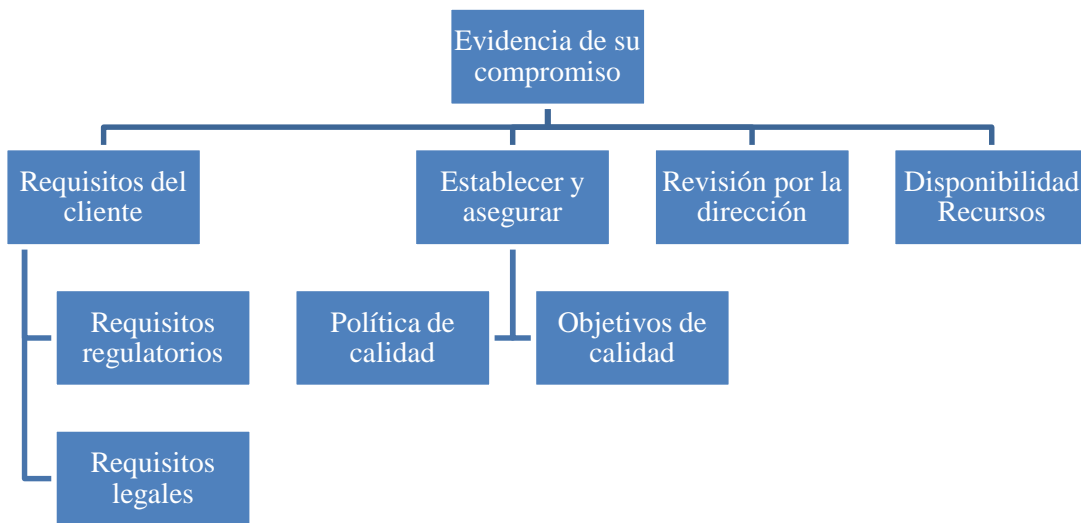 Evidencia de su
compromiso
Requisitos del
cliente
Establecer y
asegurar
Revisión por la
dirección
Disponibilidad
Recursos
Requisitos
regulatorios
Política de
calidad
Objetivos de
calidad
Requisitos
legales